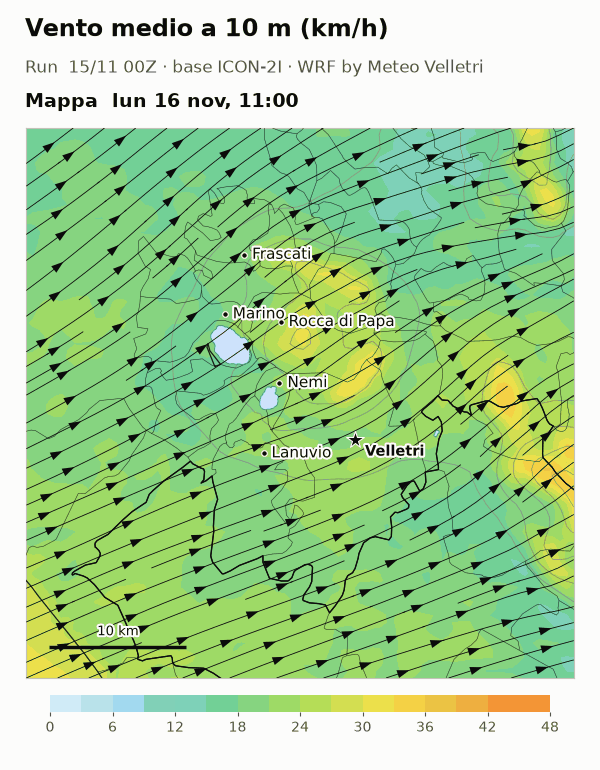 Vento medio a 10 m (km/h)
Run  15/11 00Z · base ICON-2I · WRF by Meteo Velletri
Mappa  lun 16 nov, 11:00
Frascati
Marino
Rocca di Papa
Nemi
Velletri
Lanuvio
10 km
0 6 12 18 24 30 36 42 48